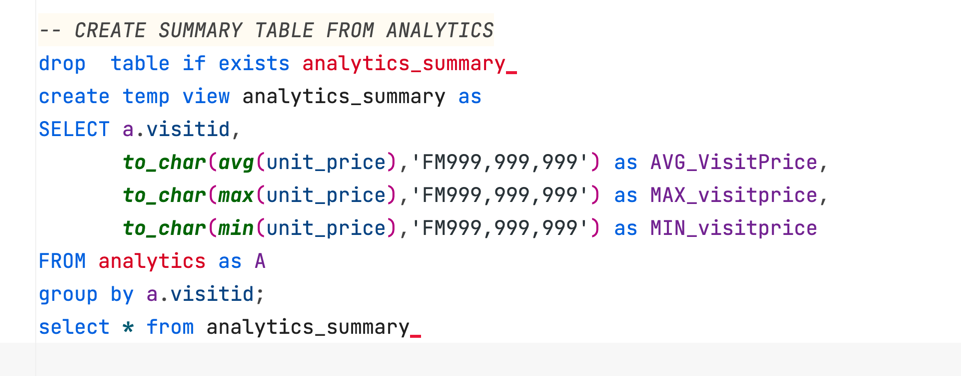 -- CREATE SUMMARY TABLE FROM ANALYTICS
drop  table if exists analytics_summary
create temp view analytics_summary as
SELECT a.visitid,
       to_char(avg(unit_price),'FM999,999,999') as AVG_VisitPrice,
       to_char(max(unit_price),'FM999,999,999') as MAX_visitprice,
       to_char(min(unit_price),'FM999,999,999') as MIN_visitprice
FROM analytics as A
group by a.visitid;
select * from analytics_summary